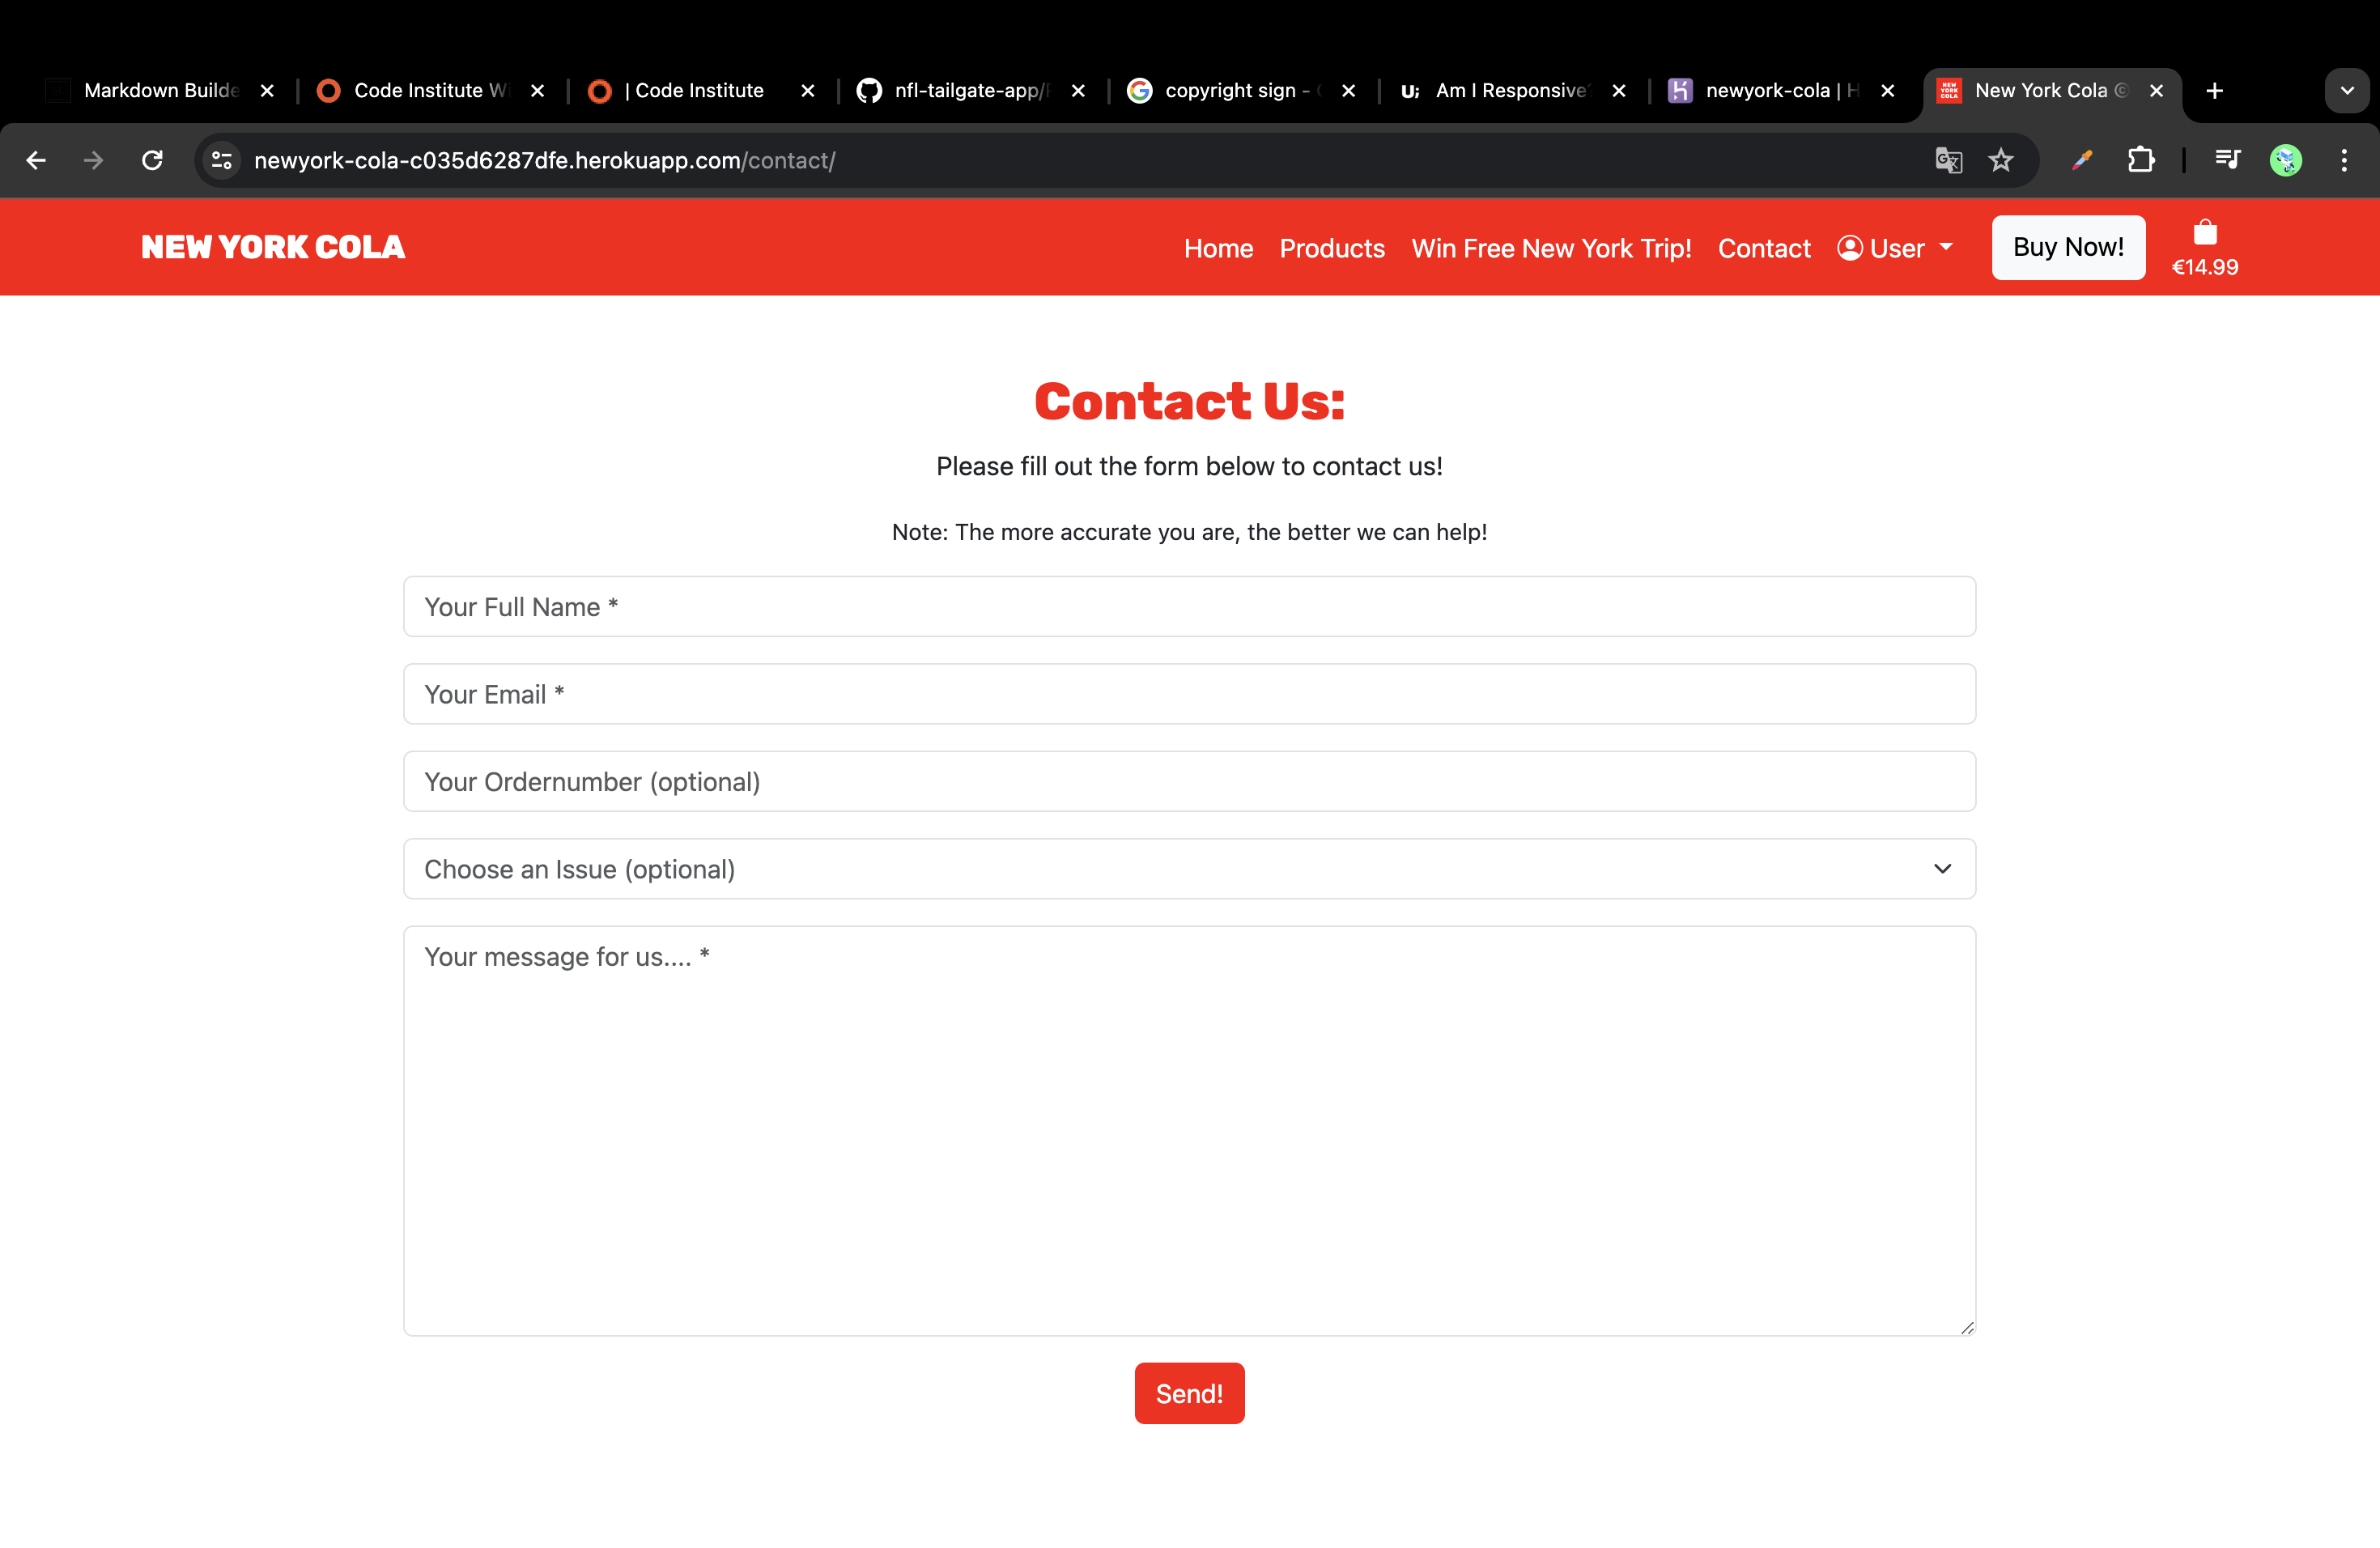 Markdown Builde
Code Institute W
| Code Institute
nfl-tailgate-app/
copyright sign -
U; Am I Responsive
newyork-cola | H
NEW YORK COLA New York Cola ©
newyork-cola-c035d6287dfe.herokuapp.com/contact/
NEW YORK COLA
Home
Products
Win Free New York Trip!
Contact
User
Buy Now!
€14.99
Contact Us:
Please fill out the form below to contact us!
Note: The more accurate you are, the better we can help!
Your Full Name *
Your Email *
Your Ordernumber (optional)
Choose an Issue (optional)
Your message for us.... *
Send!